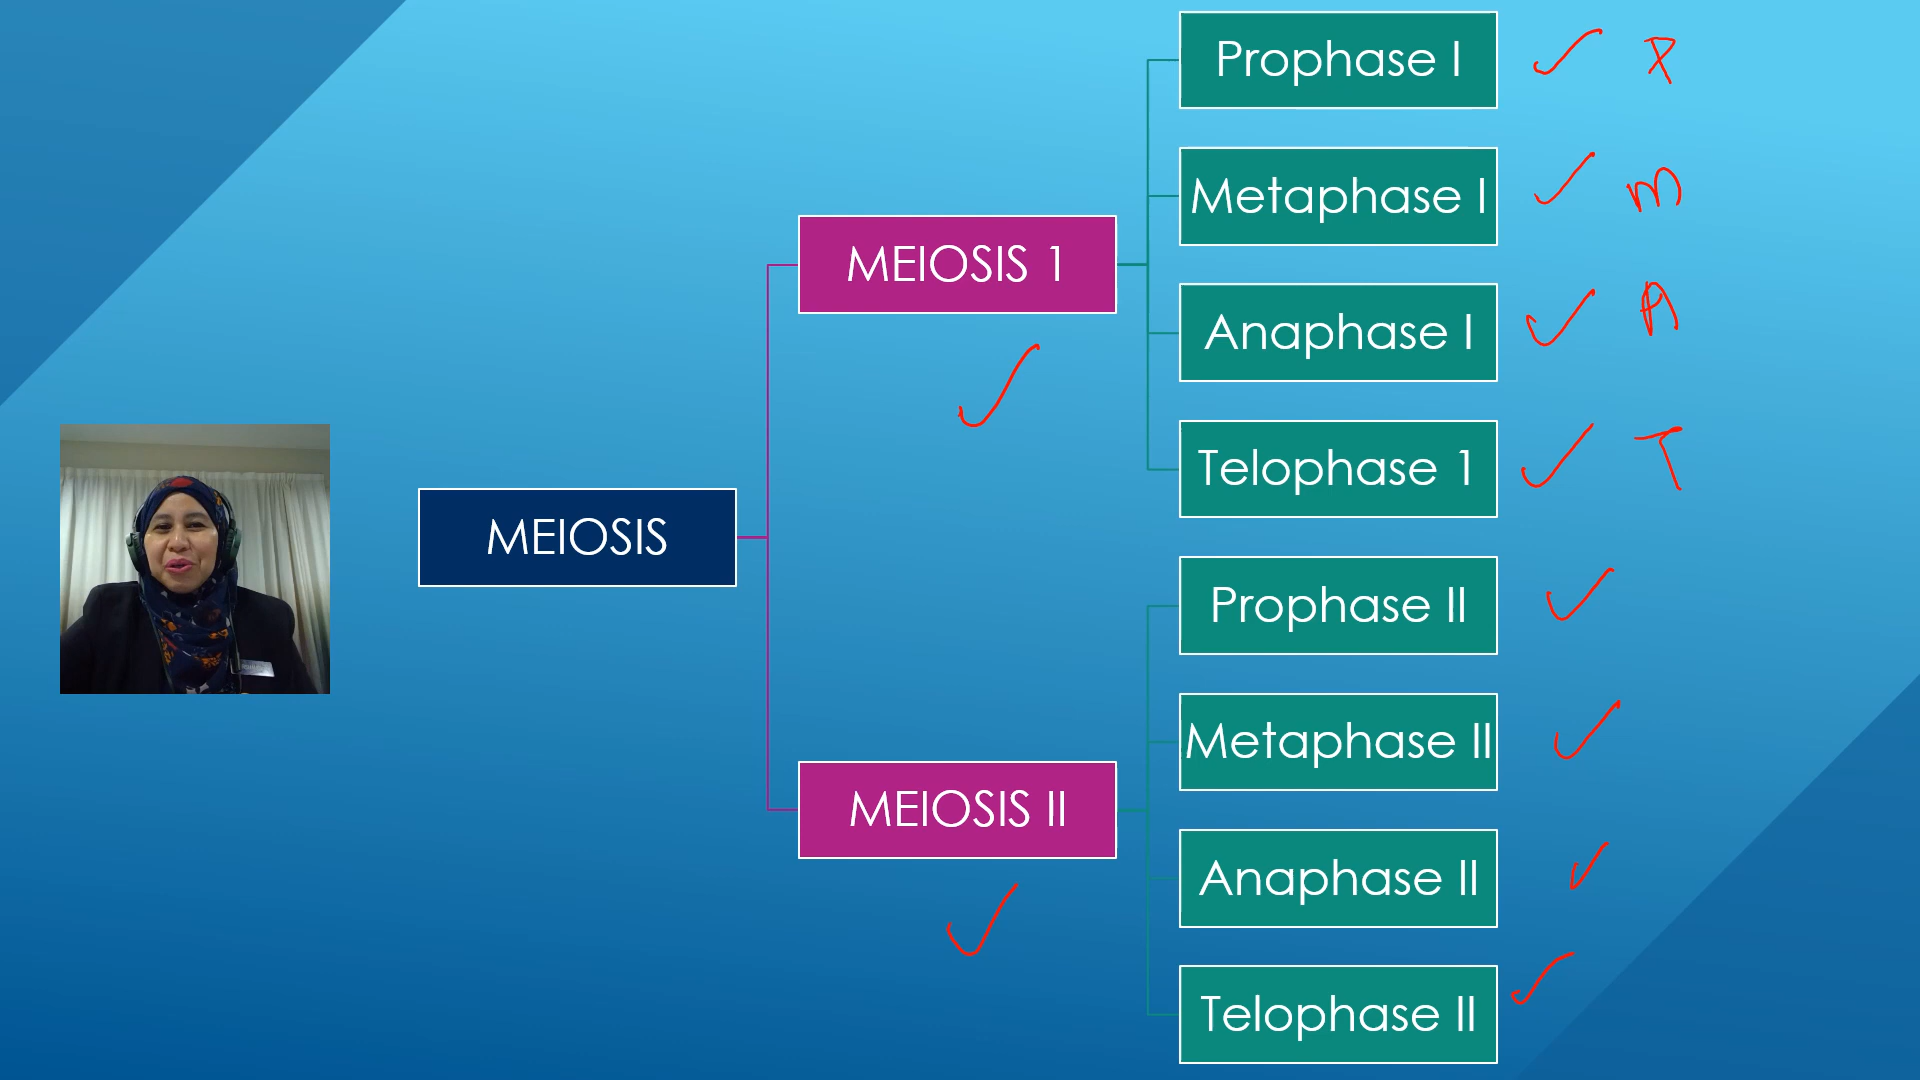 Prophase I P
Metaphase I m
MEIOSIS 1
Anaphase I A
Telophase 1 T
MEIOSIS
Prophase II
Metaphase II
MEIOSIS II
Anaphase II
Telophase II